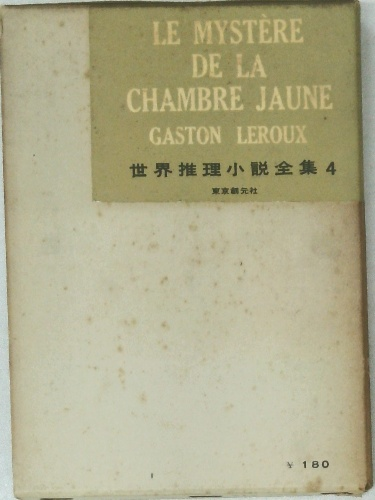 LE MYSTÈRE
DE LA
CHAMBRE JAUNE
GASTON LEROUX
世界推理小説全集 4
東京創元社
¥ 180